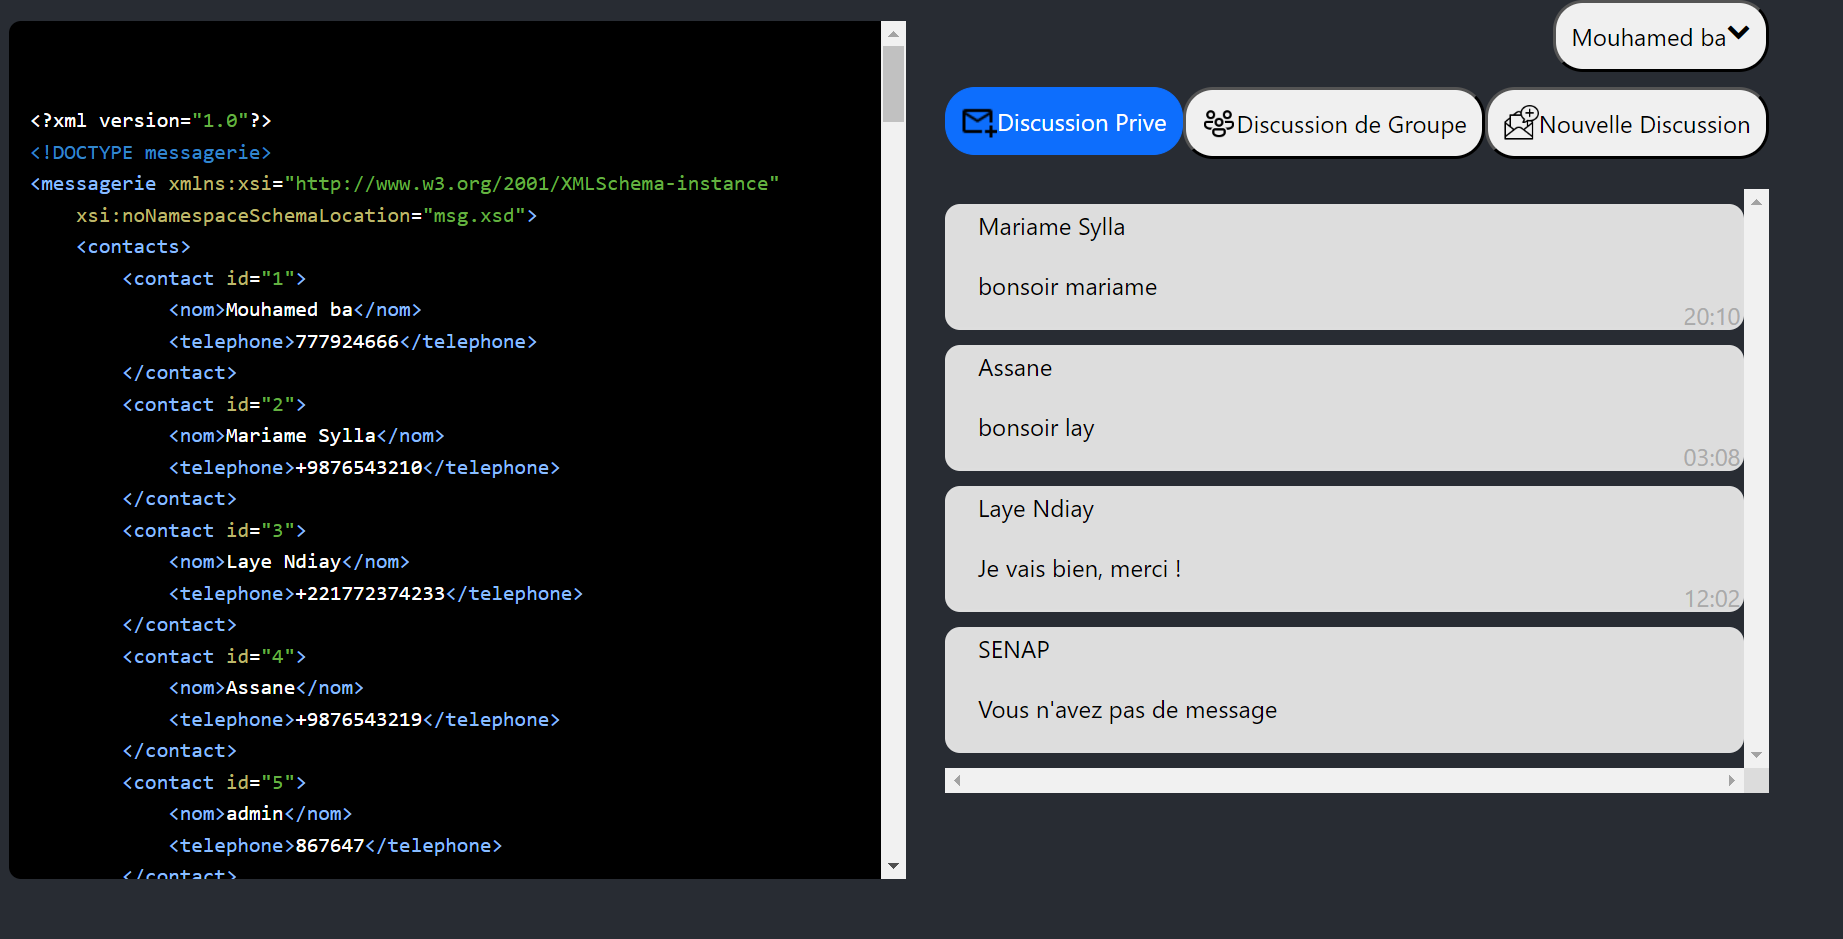 <?xml version="1.0"?>
<!DOCTYPE messagerie>
<messagerie xmlns:xsi="http://www.w3.org/2001/XMLSchema-instance"
xsi:noNamespaceSchemaLocation="msg.xsd">
<contacts>
<contact id="1">
<nom>Mouhamed ba</nom>
<telephone>777924666</telephone>
</contact>
<contact id="2">
<nom>Mariame Sylla</nom>
<telephone>+9876543210</telephone>
</contact>
<contact id="3">
<nom>Laye Ndiay</nom>
<telephone>+221772374233</telephone>
</contact>
<contact id="4">
<nom>Assane</nom>
<telephone>+9876543219</telephone>
</contact>
<contact id="5">
<nom>admin</nom>
<telephone>867647</telephone>
</contact>
Mouhamed ba
Discussion Prive
Discussion de Groupe
Nouvelle Discussion
Mariame Sylla
bonsoir mariame
20:10
Assane
bonsoir lay
03:08
Laye Ndiay
Je vais bien, merci !
12:02
SENAP
Vous n'avez pas de message